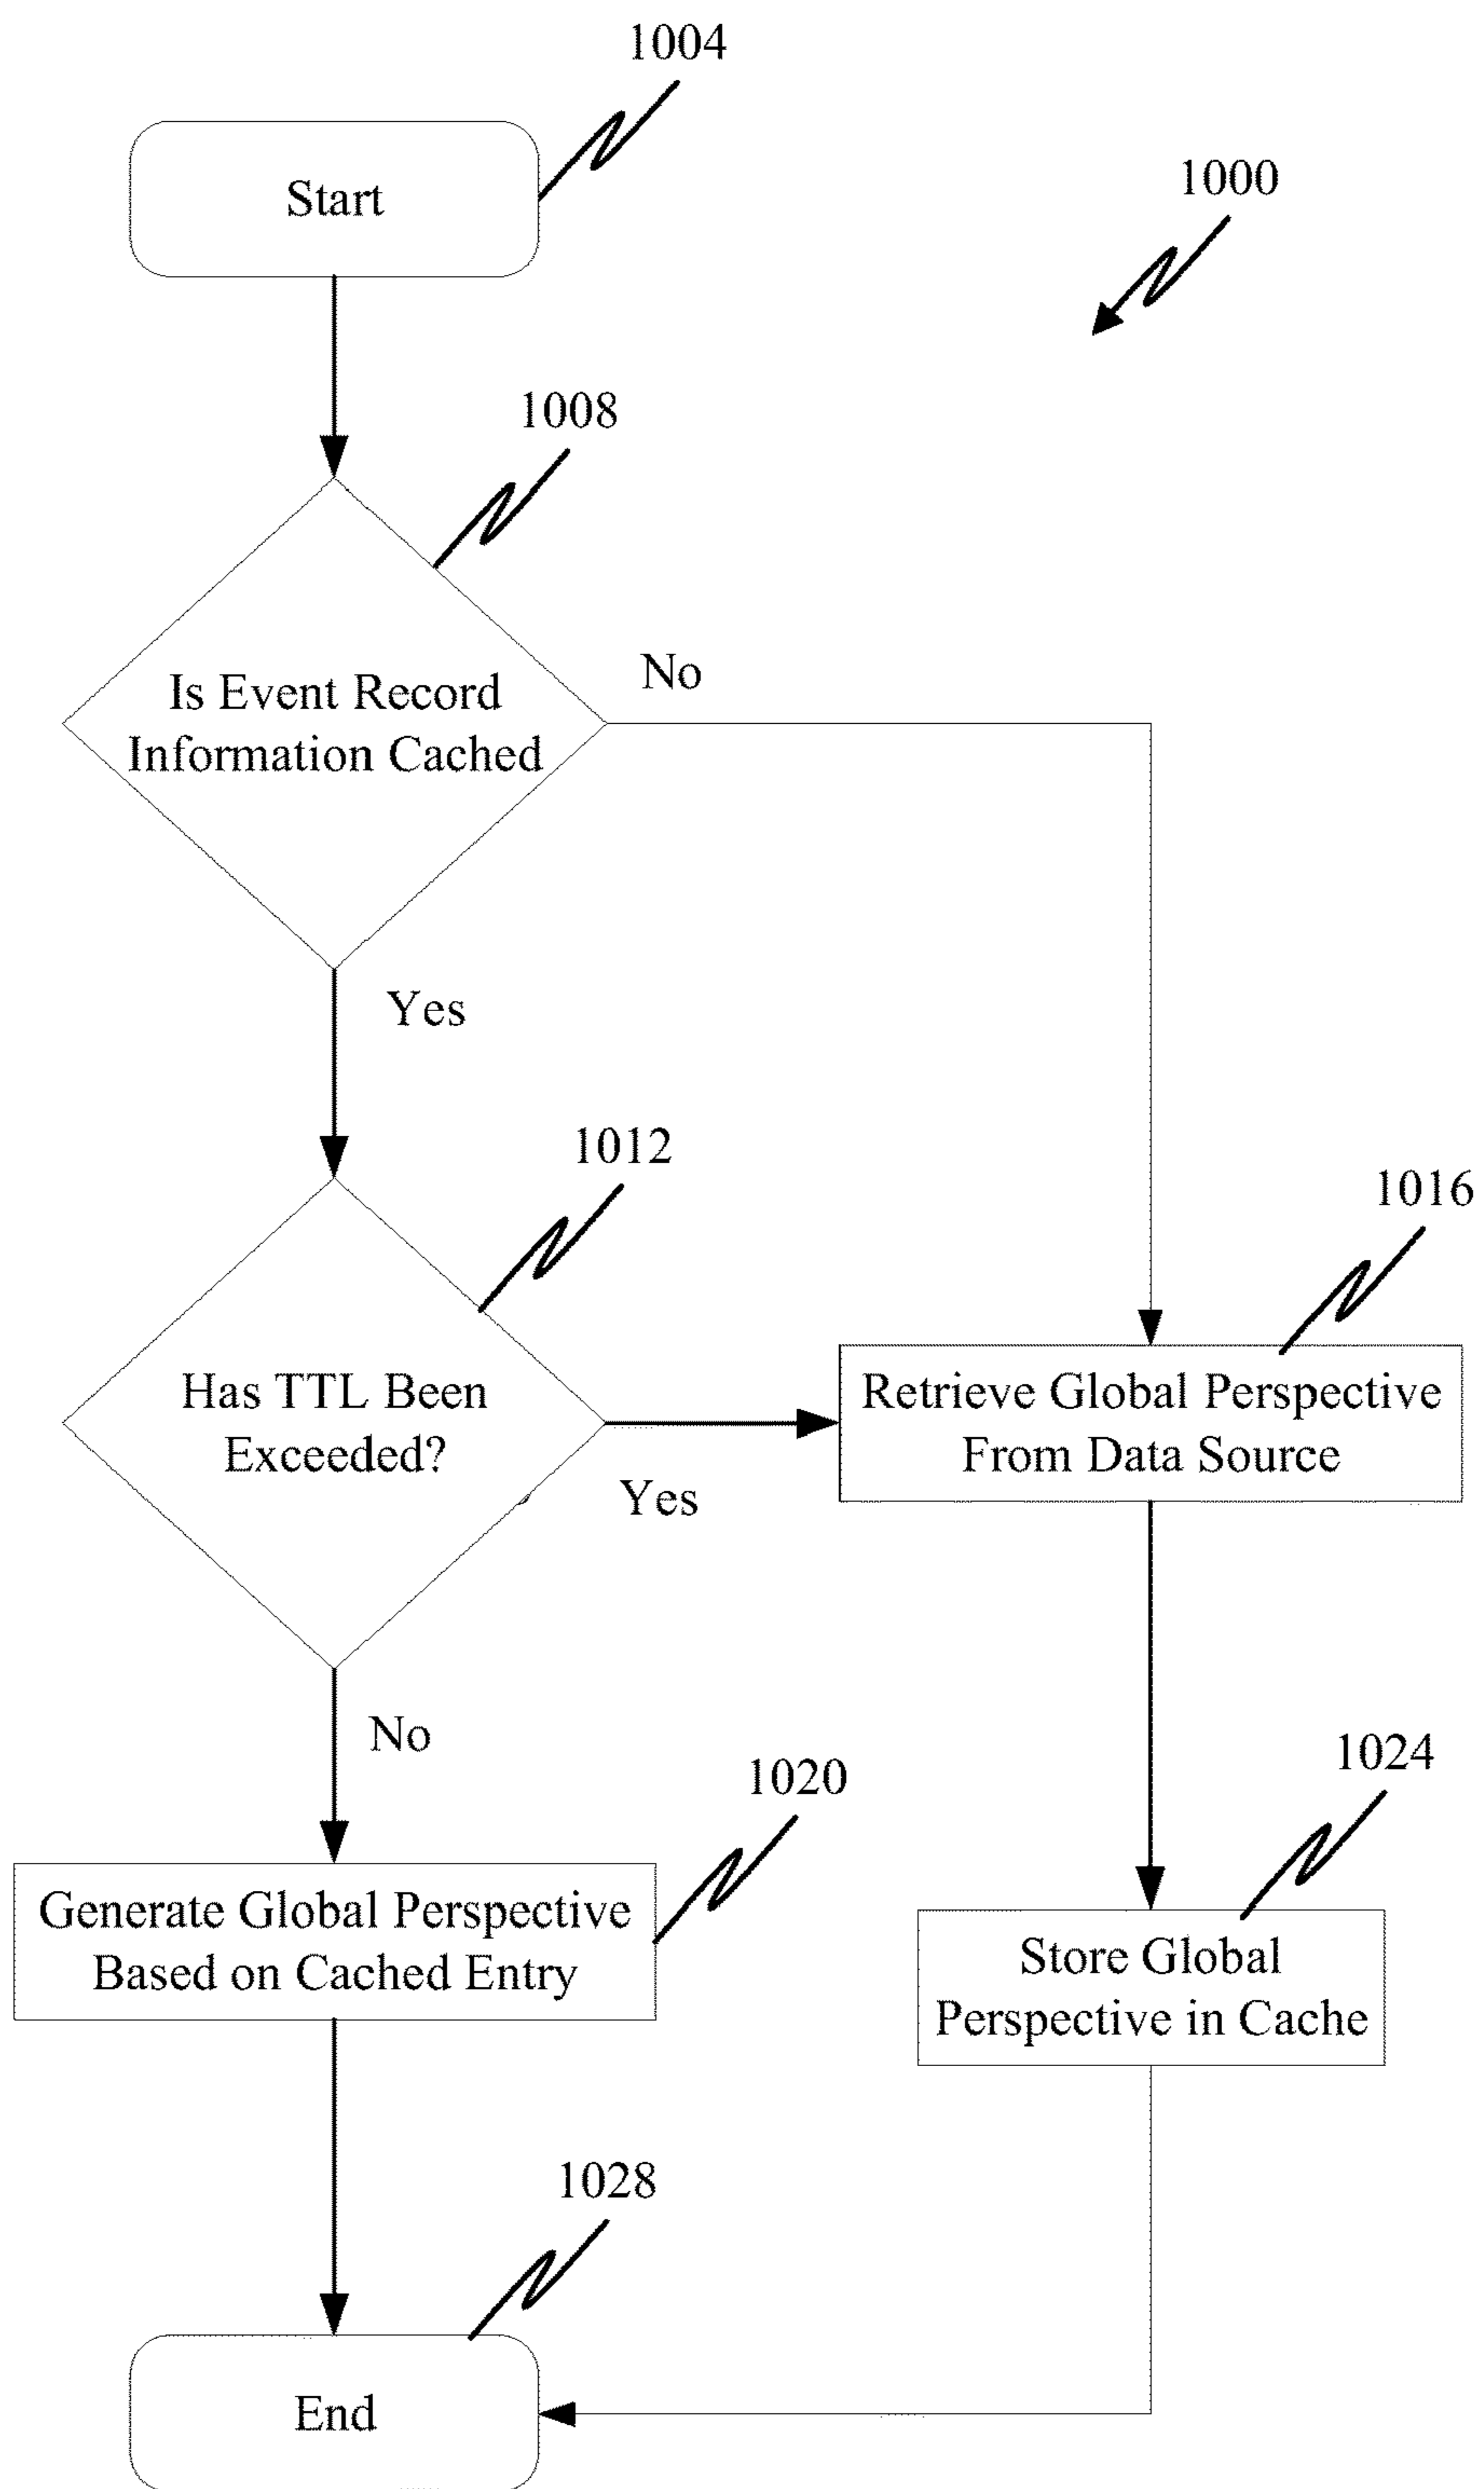 1004
Start
1000
1008
Is Event Record
Information Cached
No
Yes
1012
Has TTL Been
Exceeded?
Yes
1016
Retrieve Global Perspective
From Data Source
No
1020
Generate Global Perspective
Based on Cached Entry
1024
Store Global
Perspective in Cache
1028
End